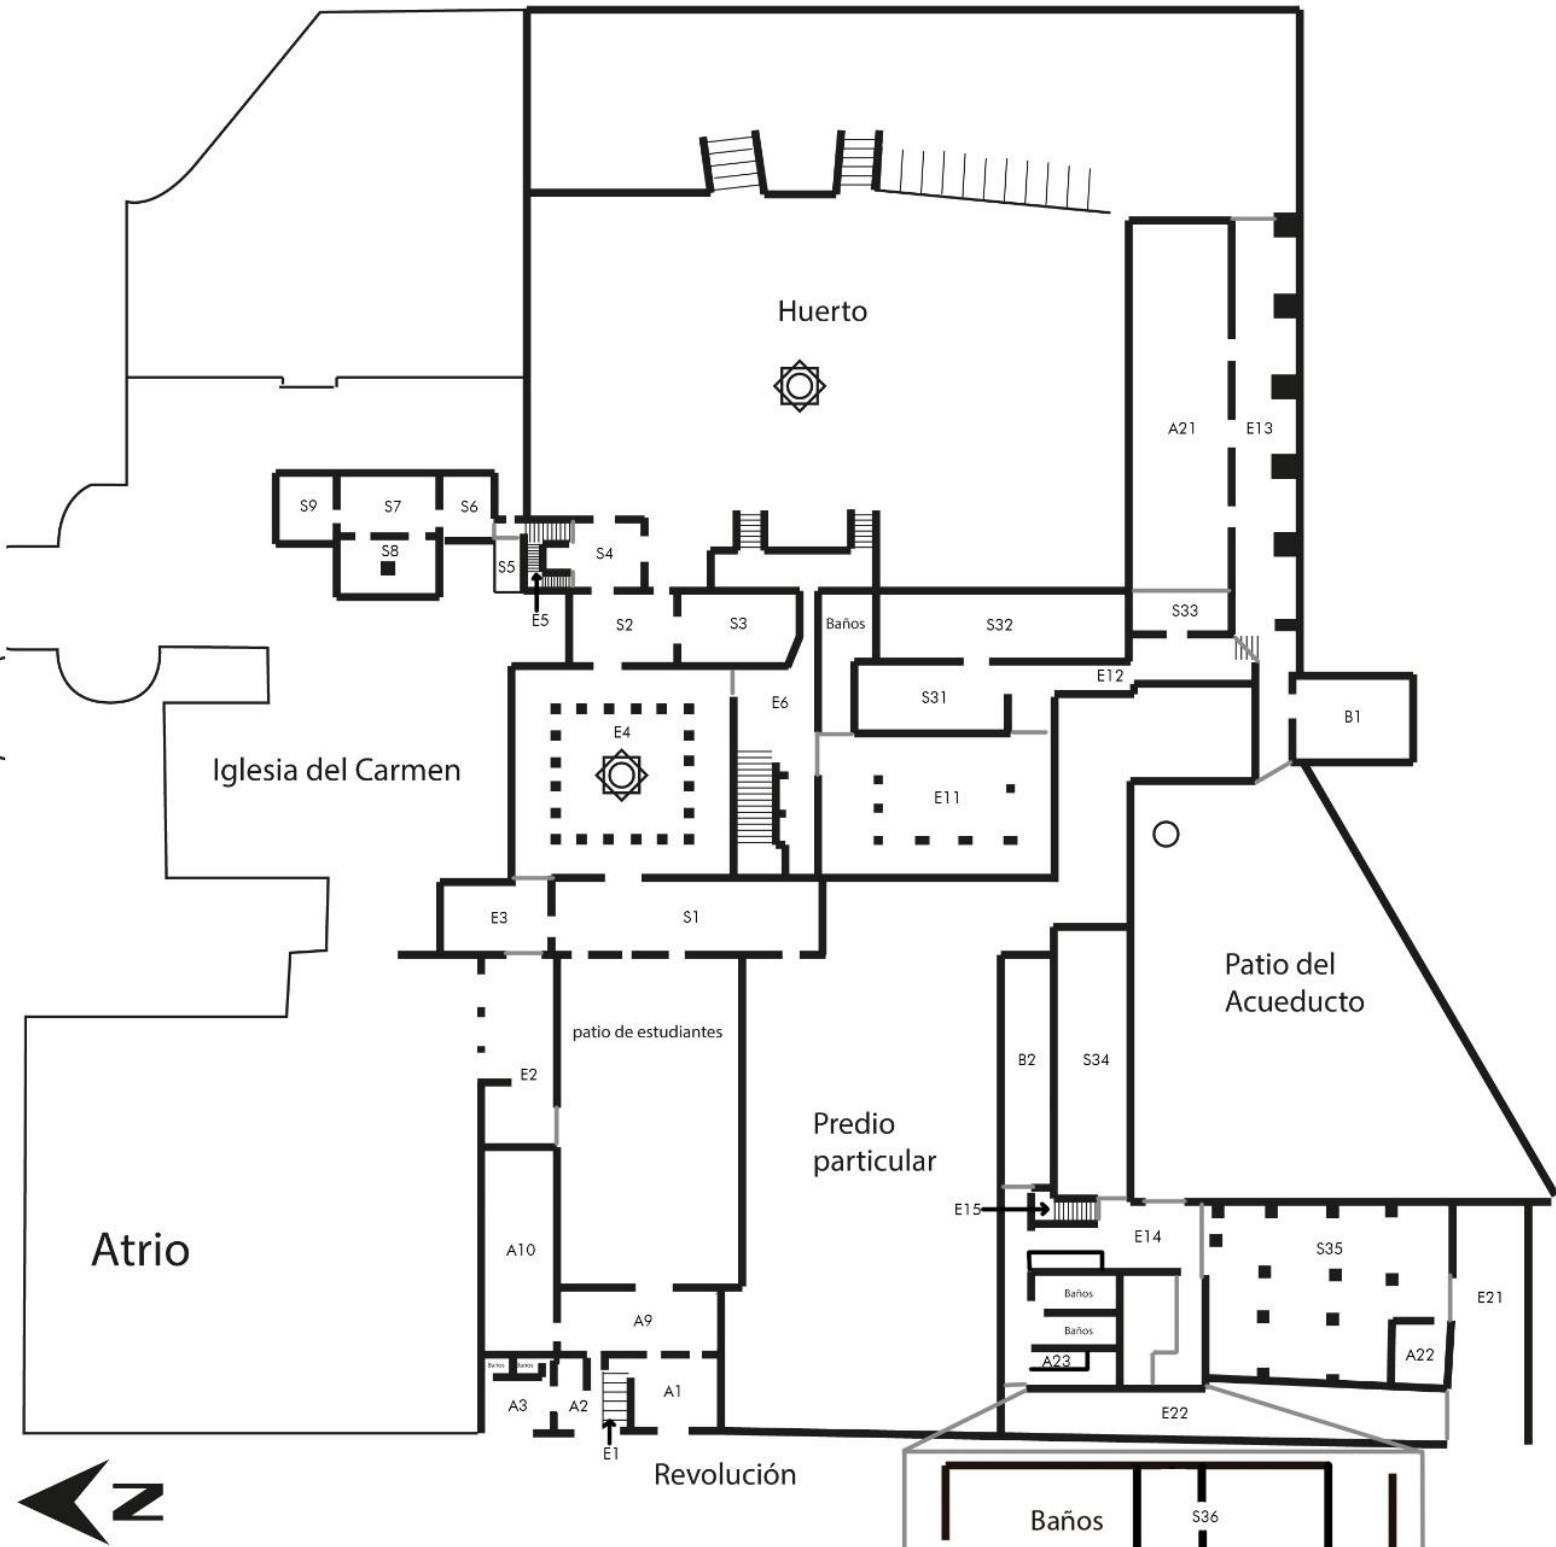 Huerto
A21
E13
S9
S7
S6
S8
S4
S5
E5
S2
S3
Baños
S32
S33
E12
S31
E6
E4
B1
Iglesia del Carmen
E11
E3
S1
Patio del
Acueducto
patio de estudiantes
E2
B2
S34
Predio
particular
E15
E14
S35
Atrio
A10
E21
Baños
A9
Baños
A22
Baños
Baños
A23
A1
A3
A2
E22
E1
Revolución
N
Baños
S36